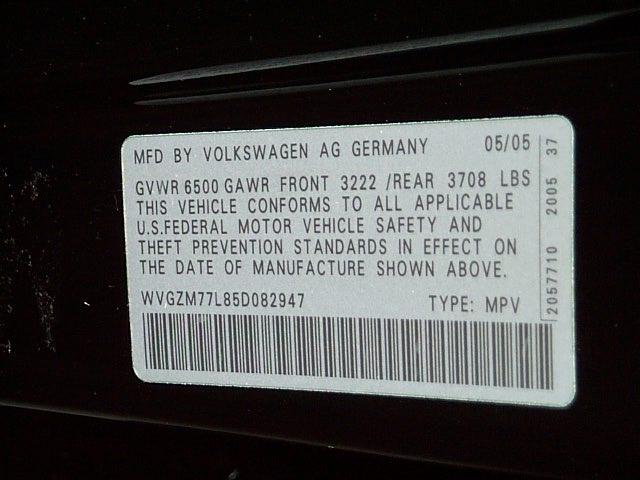 MFD BY VOLKSWAGEN AG GERMANY 05/05
GVWR 6500 GAWR FRONT 3222 /REAR 3708 LBS
THIS VEHICLE CONFORMS TO ALL APPLICABLE
U.S.FEDERAL MOTOR VEHICLE SAFETY AND
THEFT PREVENTION STANDARDS IN EFFECT ON
THE DATE OF MANUFACTURE SHOWN ABOVE.
WVGZM77L85D082947 TYPE: MPV
2057710 2005 37